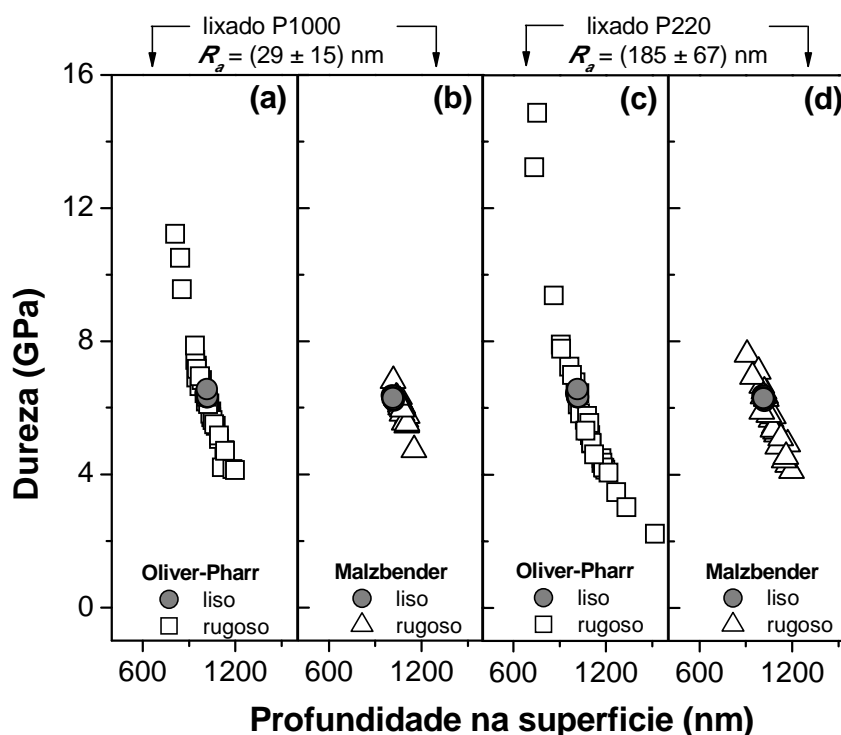 lixado P1000
R_a = (29 ± 15) nm
lixado P220
R_a = (185 ± 67) nm
16
12
8
4
0
Dureza (GPa)
(a)
(b)
(c)
(d)
Oliver-Pharr
liso
rugoso
Malzbender
liso
rugoso
Oliver-Pharr
liso
rugoso
Malzbender
liso
rugoso
600 1200 600 1200 600 1200 600 1200
Profundidade na superficie (nm)